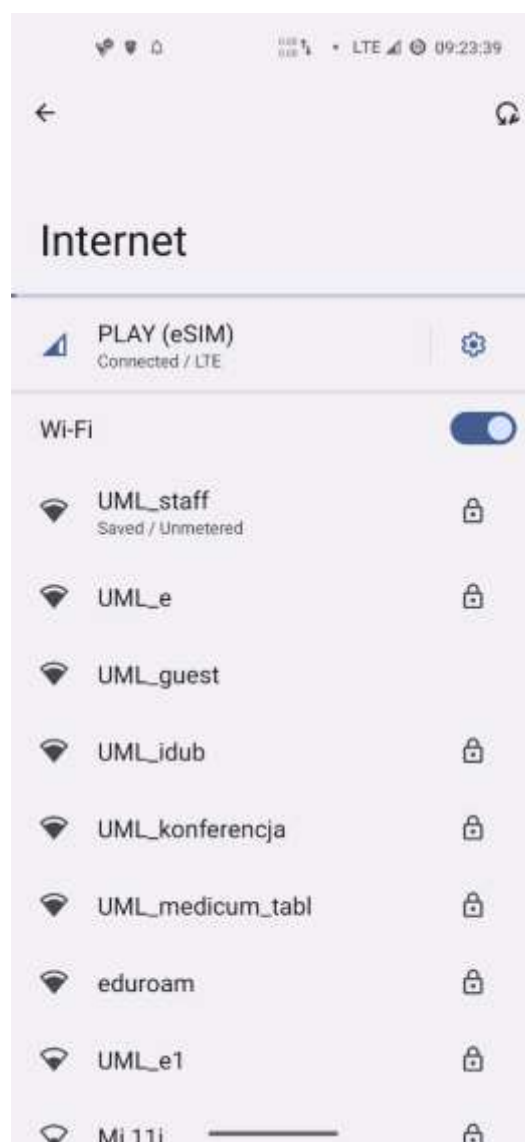 LTE 09:23:39
Internet
PLAY (eSIM)
Connected / LTE
Wi-Fi
UML_staff
Saved / Unmetered
UML_e
UML_guest
UML_idub
UML_konferencja
UML_medicum_tabl
eduroam
UML_e1
Mi 11i